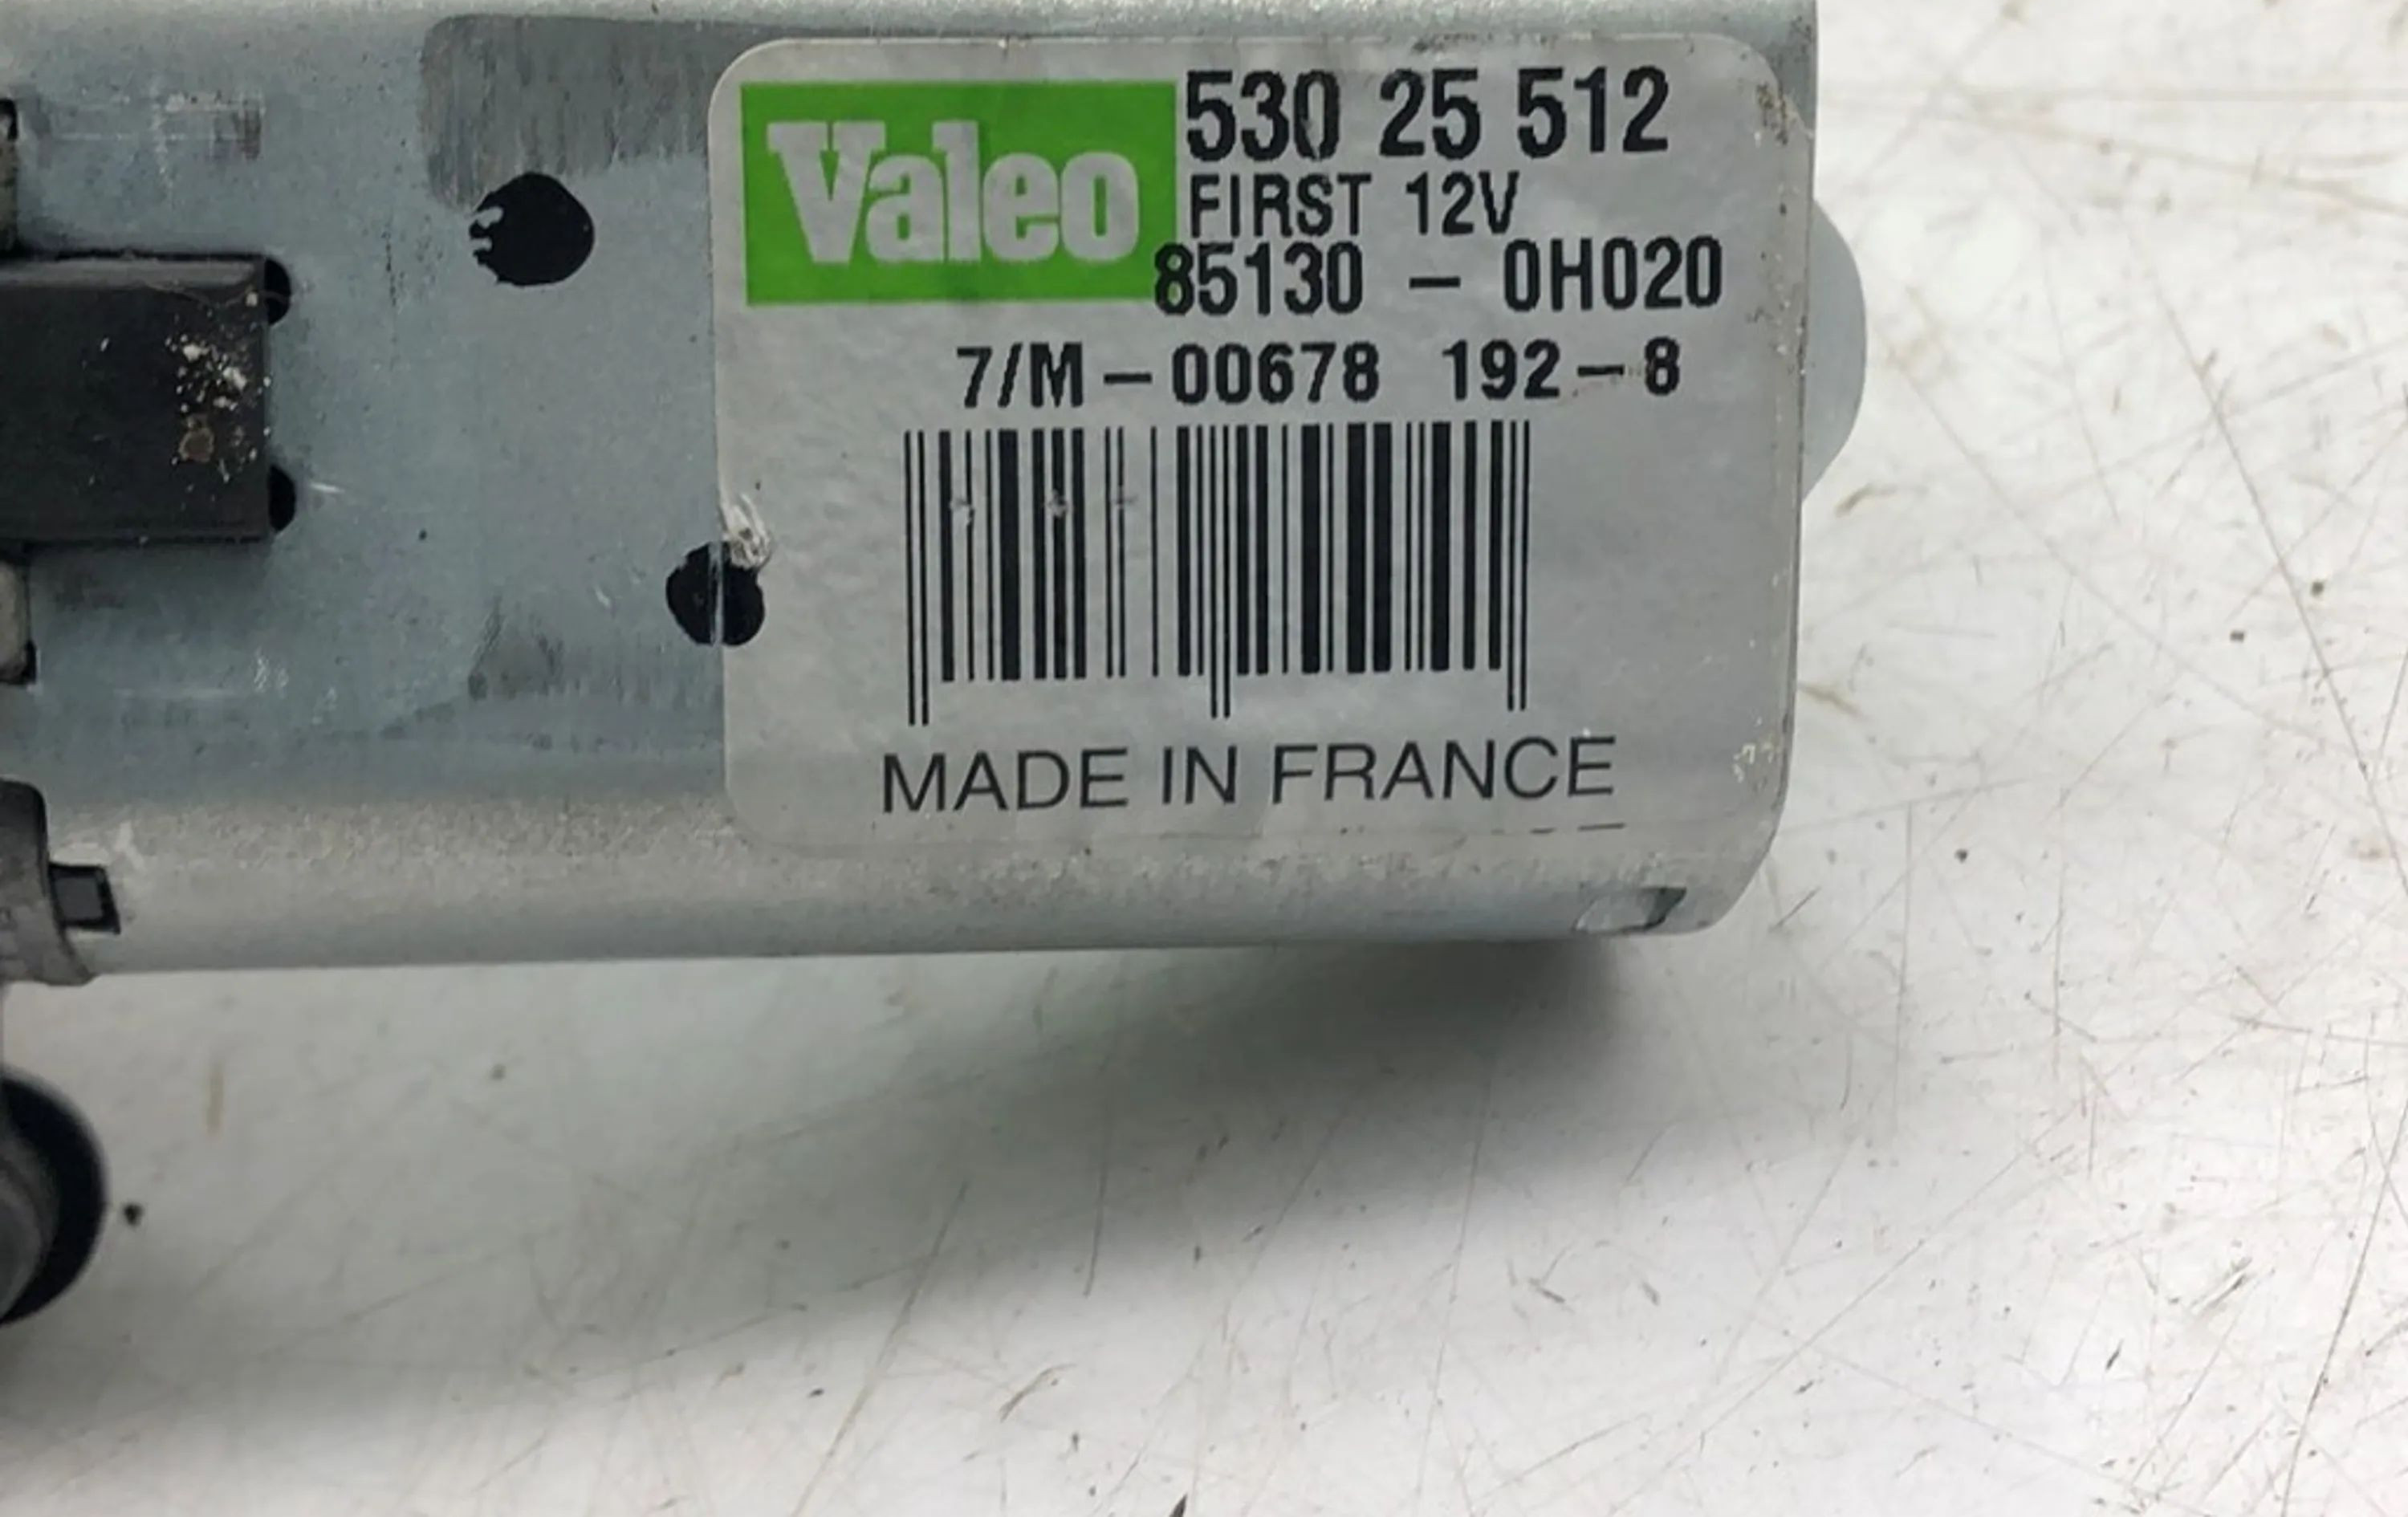 Valeo
530 25 512
FIRST 12V
85130 - 0H020
7/M-00678 192-8
MADE IN FRANCE